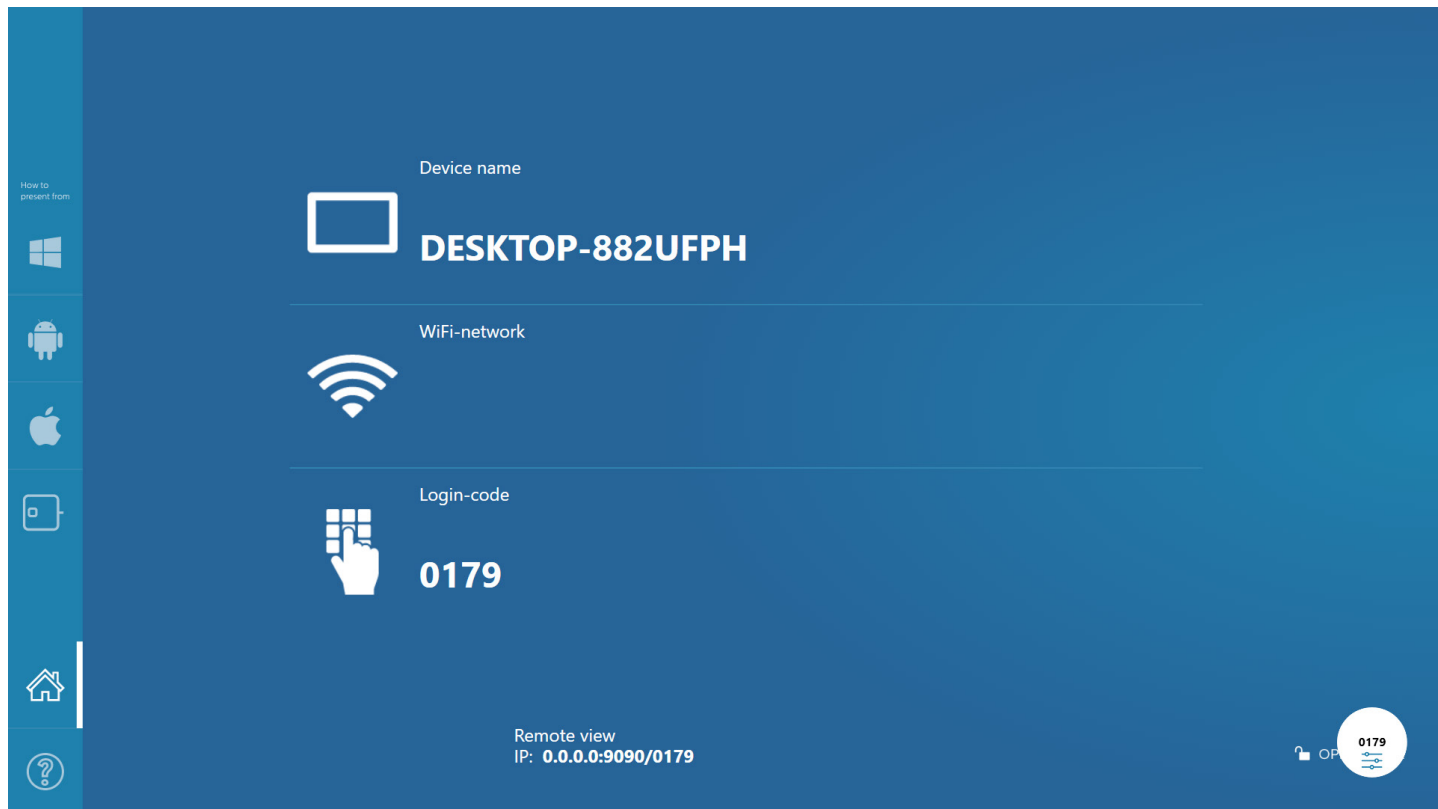 How to
present from
Device name
DESKTOP-882UFPH
WiFi-network
Login-code
0179
Remote view
IP: 0.0.0.0:9090/0179
0179